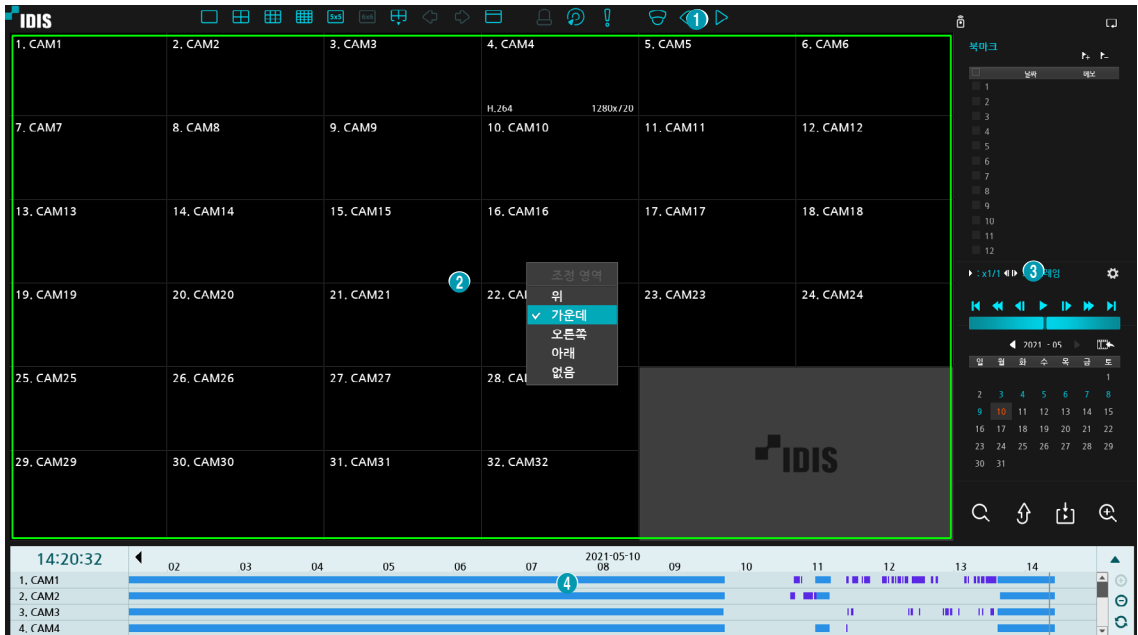 IDIS
5x5
6x6
1
1. CAM1
2. CAM2
3. CAM3
4. CAM4
5. CAM5
6. CAM6
H.264
1280x720
7. CAM7
8. CAM8
9. CAM9
10. CAM10
11. CAM11
12. CAM12
13. CAM13
14. CAM14
15. CAM15
16. CAM16
17. CAM17
18. CAM18
19. CAM19
20. CAM20
21. CAM21
2
22. CA
23. CAM23
24. CAM24
조정 영역
위
가운데
오른쪽
아래
없음
25. CAM25
26. CAM26
27. CAM27
28. CA
29. CAM29
30. CAM30
31. CAM31
32. CAM32
IDIS
북마크
날짜 메모
1
2
3
4
5
6
7
8
9
10
11
12
: x1/1 3 레임
2021 - 05
일 월 화 수 목 금 토
1
2 3 4 5 6 7 8
9 10 11 12 13 14 15
16 17 18 19 20 21 22
23 24 25 26 27 28 29
30 31
14:20:32
2021-05-10
02 03 04 05 06 07 08 09 10 11 12 13 14
1. CAM1
4
2. CAM2
3. CAM3
4. CAM4